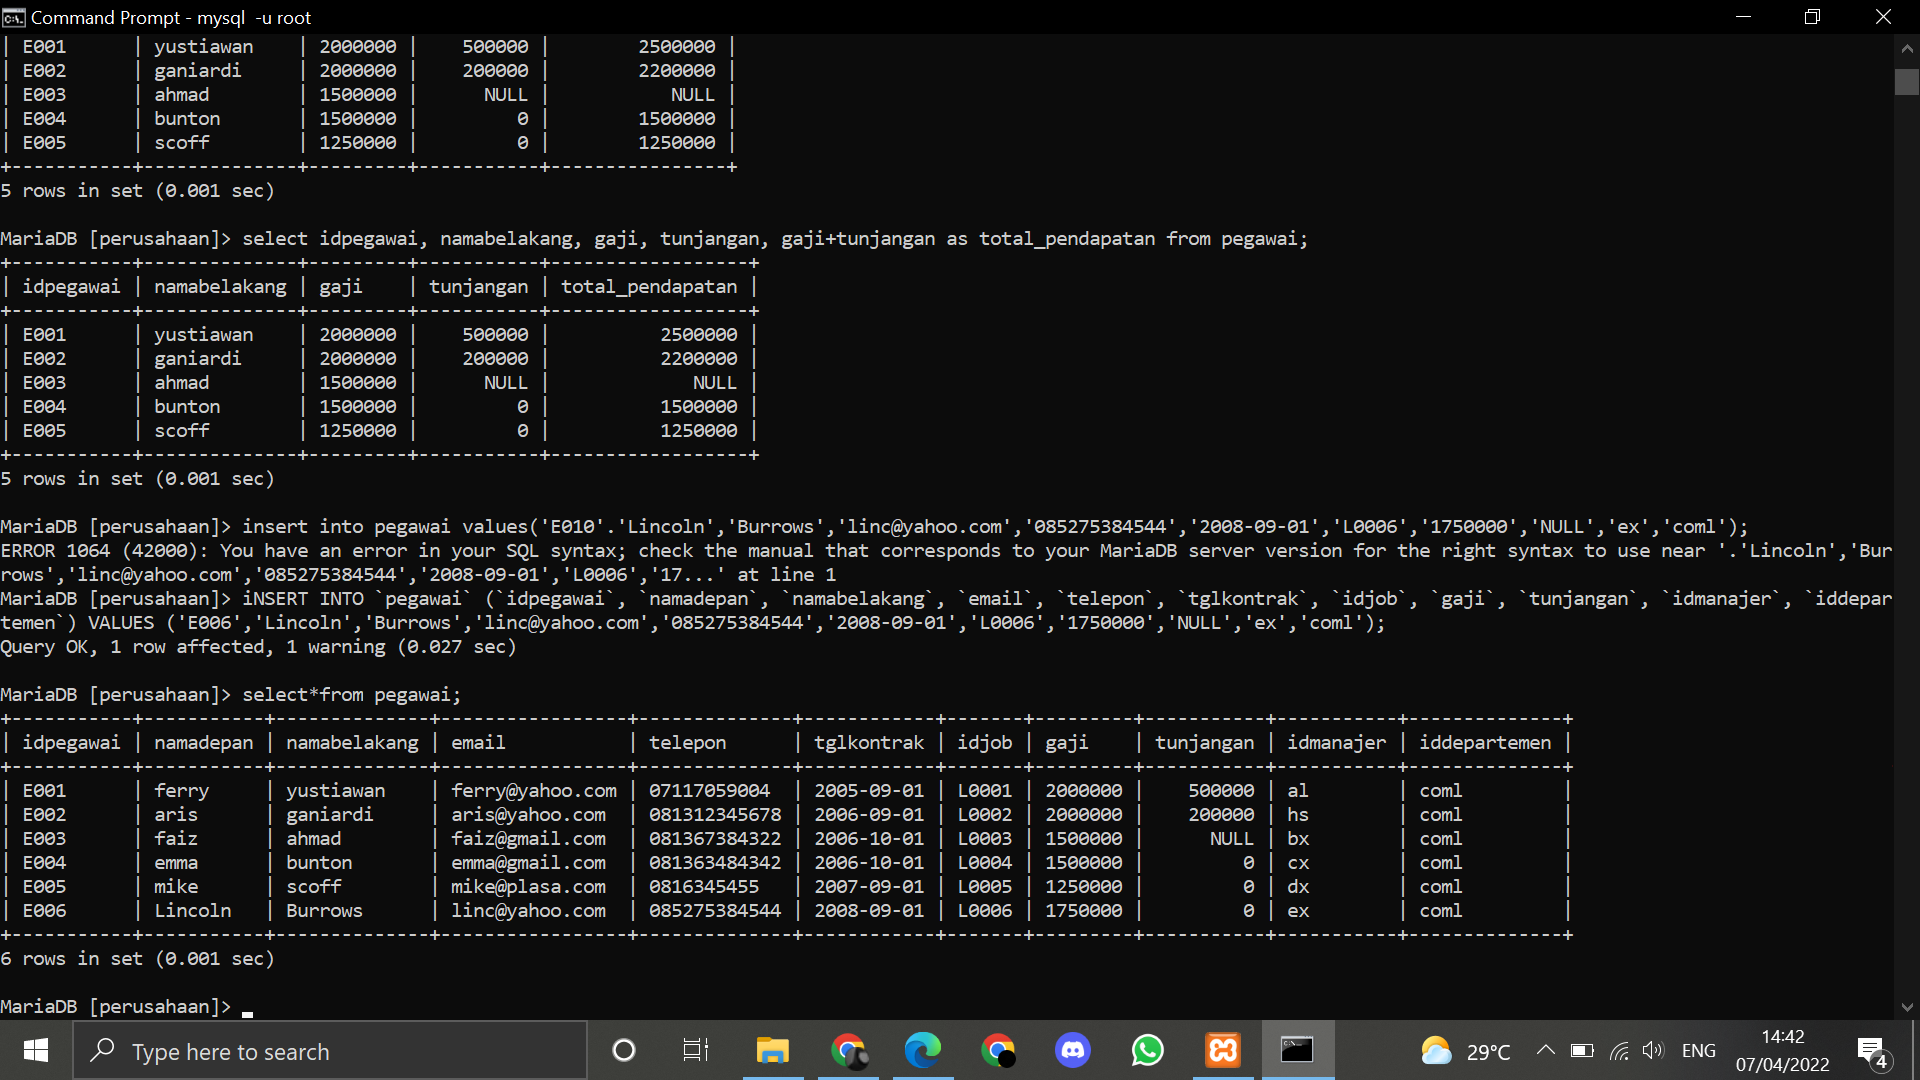 Command Prompt - mysql  -u root
| E001      | yustiawan    | 2000000 |    500000 |        2500000 |
| E002      | ganiardi     | 2000000 |    200000 |        2200000 |
| E003      | ahmad        | 1500000 |      NULL |           NULL |
| E004      | bunton       | 1500000 |         0 |        1500000 |
| E005      | scoff        | 1250000 |         0 |        1250000 |
+-----------+--------------+---------+-----------+----------------+
5 rows in set (0.001 sec)
MariaDB [perusahaan]> select idpegawai, namabelakang, gaji, tunjangan, gaji+tunjangan as total_pendapatan from pegawai;
+-----------+--------------+---------+-----------+------------------+
| idpegawai | namabelakang | gaji    | tunjangan | total_pendapatan |
+-----------+--------------+---------+-----------+------------------+
| E001      | yustiawan    | 2000000 |    500000 |          2500000 |
| E002      | ganiardi     | 2000000 |    200000 |          2200000 |
| E003      | ahmad        | 1500000 |      NULL |             NULL |
| E004      | bunton       | 1500000 |         0 |          1500000 |
| E005      | scoff        | 1250000 |         0 |          1250000 |
+-----------+--------------+---------+-----------+------------------+
5 rows in set (0.001 sec)
MariaDB [perusahaan]> insert into pegawai values('E010'.'Lincoln','Burrows','linc@yahoo.com','085275384544','2008-09-01','L0006','1750000','NULL','ex','coml');
ERROR 1064 (42000): You have an error in your SQL syntax; check the manual that corresponds to your MariaDB server version for the right syntax to use near '.'Lincoln','Bur
rows','linc@yahoo.com','085275384544','2008-09-01','L0006','17...' at line 1
MariaDB [perusahaan]> iNSERT INTO `pegawai` (`idpegawai`, `namadepan`, `namabelakang`, `email`, `telepon`, `tglkontrak`, `idjob`, `gaji`, `tunjangan`, `idmanajer`, `iddepar
temen`) VALUES ('E006','Lincoln','Burrows','linc@yahoo.com','085275384544','2008-09-01','L0006','1750000','NULL','ex','coml');
Query OK, 1 row affected, 1 warning (0.027 sec)
MariaDB [perusahaan]> select*from pegawai;
+-----------+-----------+--------------+-----------------+--------------+------------+-------+---------+-----------+-----------+--------------+
| idpegawai | namadepan | namabelakang | email           | telepon      | tglkontrak | idjob | gaji    | tunjangan | idmanajer | iddepartemen |
+-----------+-----------+--------------+-----------------+--------------+------------+-------+---------+-----------+-----------+--------------+
| E001      | ferry     | yustiawan    | ferry@yahoo.com | 07117059004  | 2005-09-01 | L0001 | 2000000 |    500000 | al        | coml         |
| E002      | aris      | ganiardi     | aris@yahoo.com  | 081312345678 | 2006-09-01 | L0002 | 2000000 |    200000 | hs        | coml         |
| E003      | faiz      | ahmad        | faiz@gmail.com  | 081367384322 | 2006-10-01 | L0003 | 1500000 |      NULL | bx        | coml         |
| E004      | emma      | bunton       | emma@gmail.com  | 081363484342 | 2006-10-01 | L0004 | 1500000 |         0 | cx        | coml         |
| E005      | mike      | scoff        | mike@plasa.com  | 0816345455   | 2007-09-01 | L0005 | 1250000 |         0 | dx        | coml         |
| E006      | Lincoln   | Burrows      | linc@yahoo.com  | 085275384544 | 2008-09-01 | L0006 | 1750000 |         0 | ex        | coml         |
+-----------+-----------+--------------+-----------------+--------------+------------+-------+---------+-----------+-----------+--------------+
6 rows in set (0.001 sec)
MariaDB [perusahaan]> _
Type here to search
29°C
ENG
14:42
07/04/2022
4